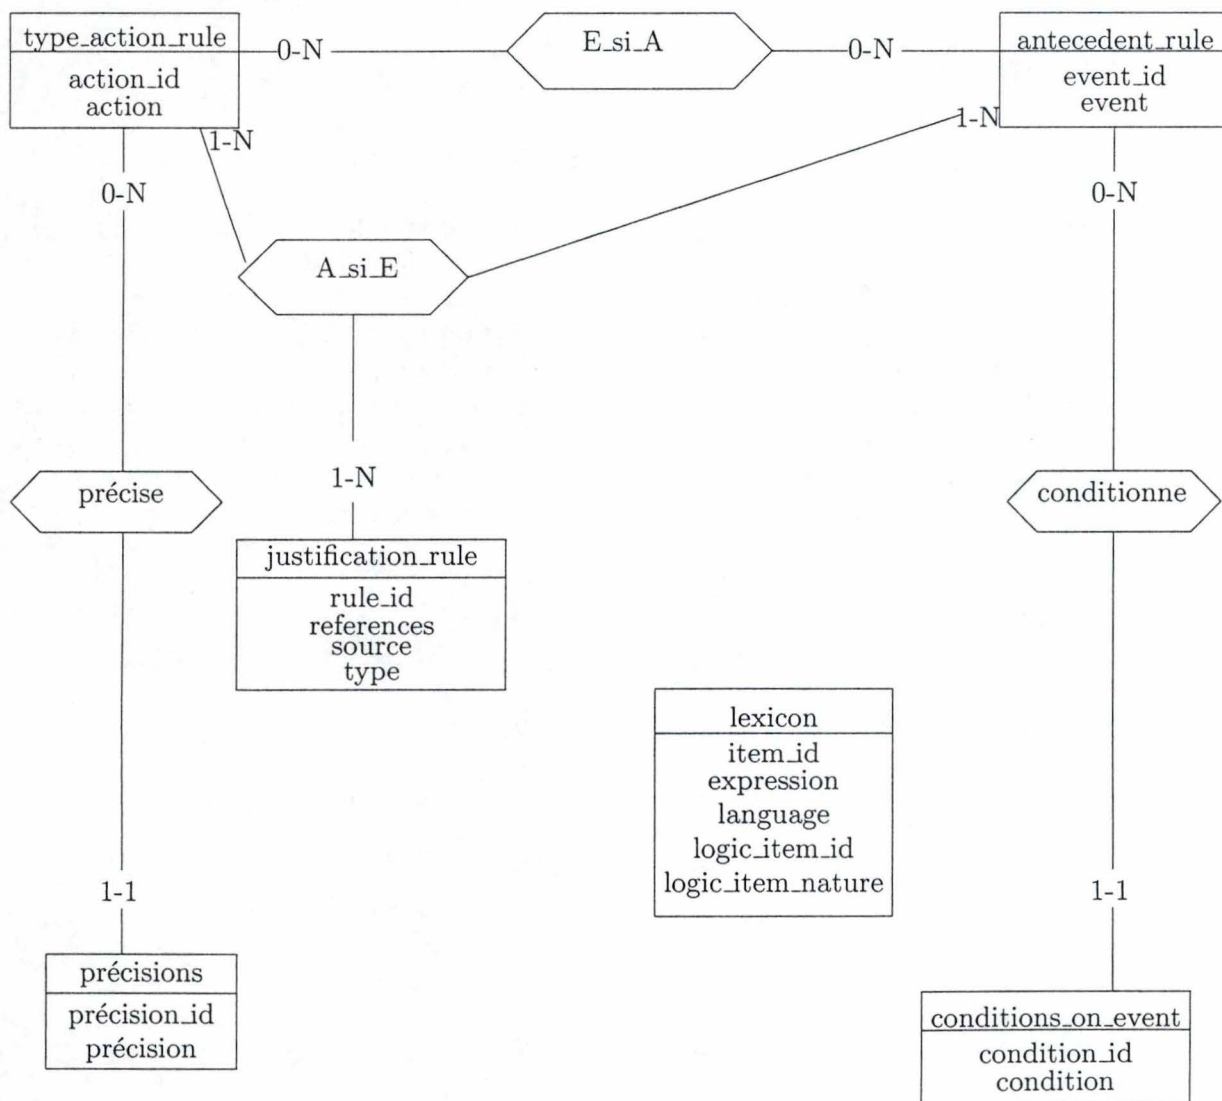 type_action_rule
action_id
action
0-N
E_si_A
0-N
antecedent_rule
event_id
event
1-N
1-N
0-N
0-N
A_si_E
1-N
précise
conditionne
justification_rule
rule_id
references
source
type
lexicon
item_id
expression
language
logic_item_id
logic_item_nature
1-1
1-1
précisions
précision_id
précision
conditions_on_event
condition_id
condition